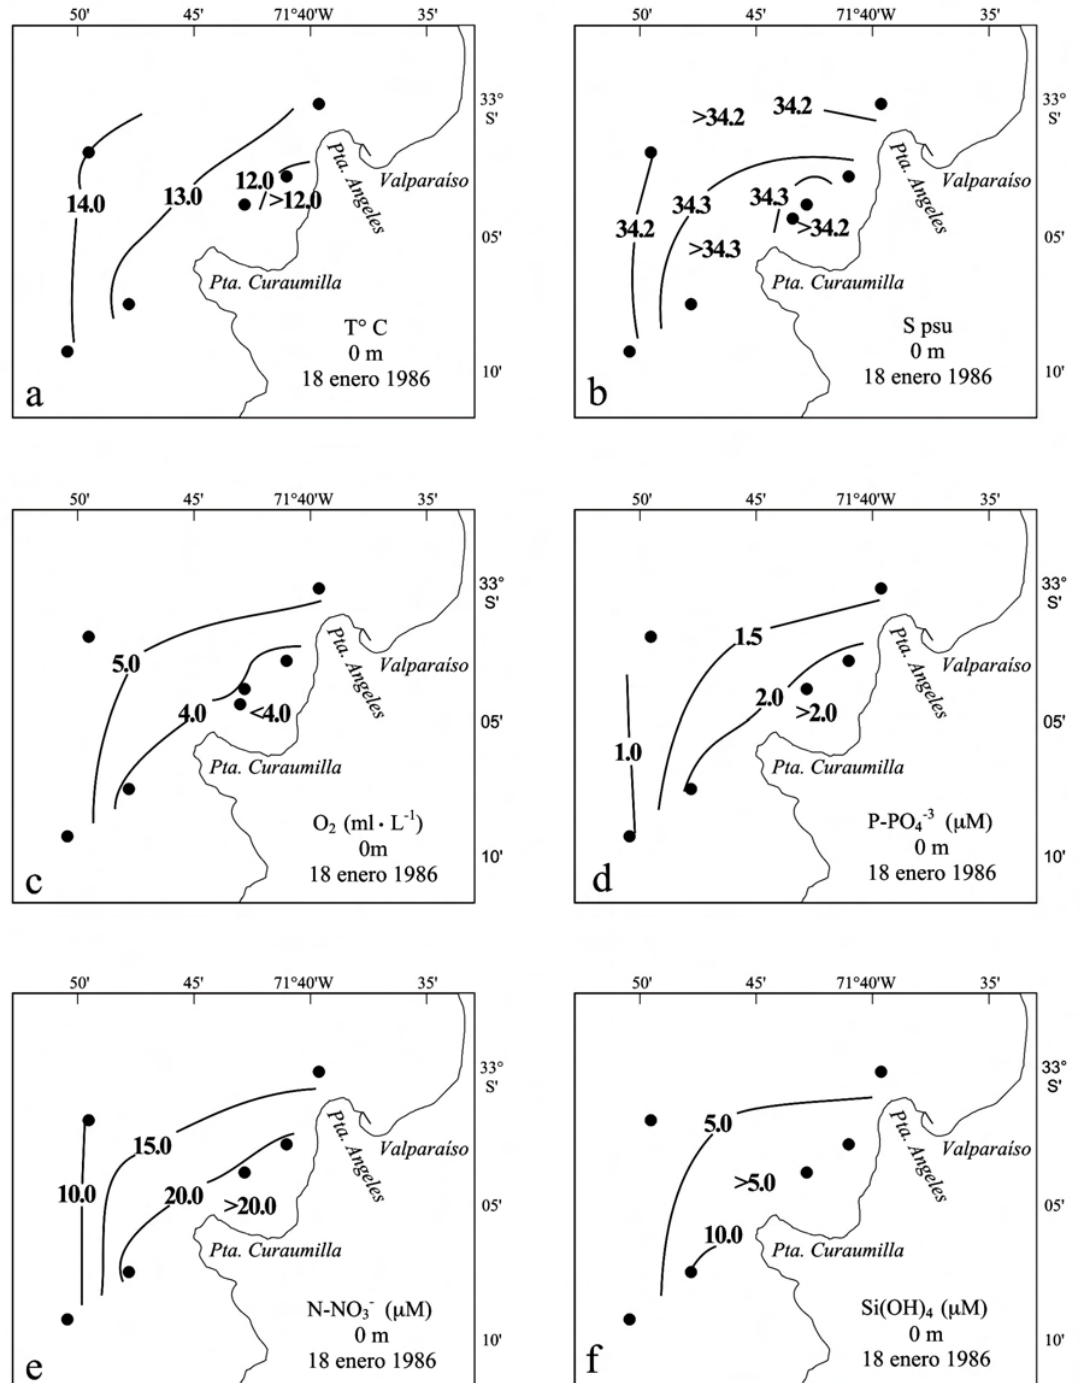 50' 45' 71°40'W 35'
33°
S'
14.0 13.0 12.0 >12.0
/
Pta. Angeles
Valparaíso
05'
Pta. Curaumilla
T° C
0 m
18 enero 1986
10'
a
50' 45' 71°40'W 35'
33°
S'
>34.2 34.2
34.3 34.3
34.2 >34.2
>34.3
Pta. Angeles
Valparaíso
05'
Pta. Curaumilla
S psu
0 m
18 enero 1986
10'
b
50' 45' 71°40'W 35'
33°
S'
5.0
4.0 <4.0
Pta. Angeles
Valparaíso
05'
Pta. Curaumilla
O₂ (ml · L⁻¹)
0m
18 enero 1986
10'
c
50' 45' 71°40'W 35'
33°
S'
1.5
2.0
>2.0
1.0
Pta. Angeles
Valparaíso
05'
Pta. Curaumilla
P-PO₄⁻³ (µM)
0 m
18 enero 1986
10'
d
50' 45' 71°40'W 35'
33°
S'
15.0
10.0 20.0
>20.0
Pta. Angeles
Valparaíso
05'
Pta. Curaumilla
N-NO₃⁻ (µM)
0 m
18 enero 1986
10'
e
50' 45' 71°40'W 35'
33°
S'
5.0
>5.0
10.0
Pta. Angeles
Valparaíso
05'
Pta. Curaumilla
Si(OH)₄ (µM)
0 m
18 enero 1986
10'
f